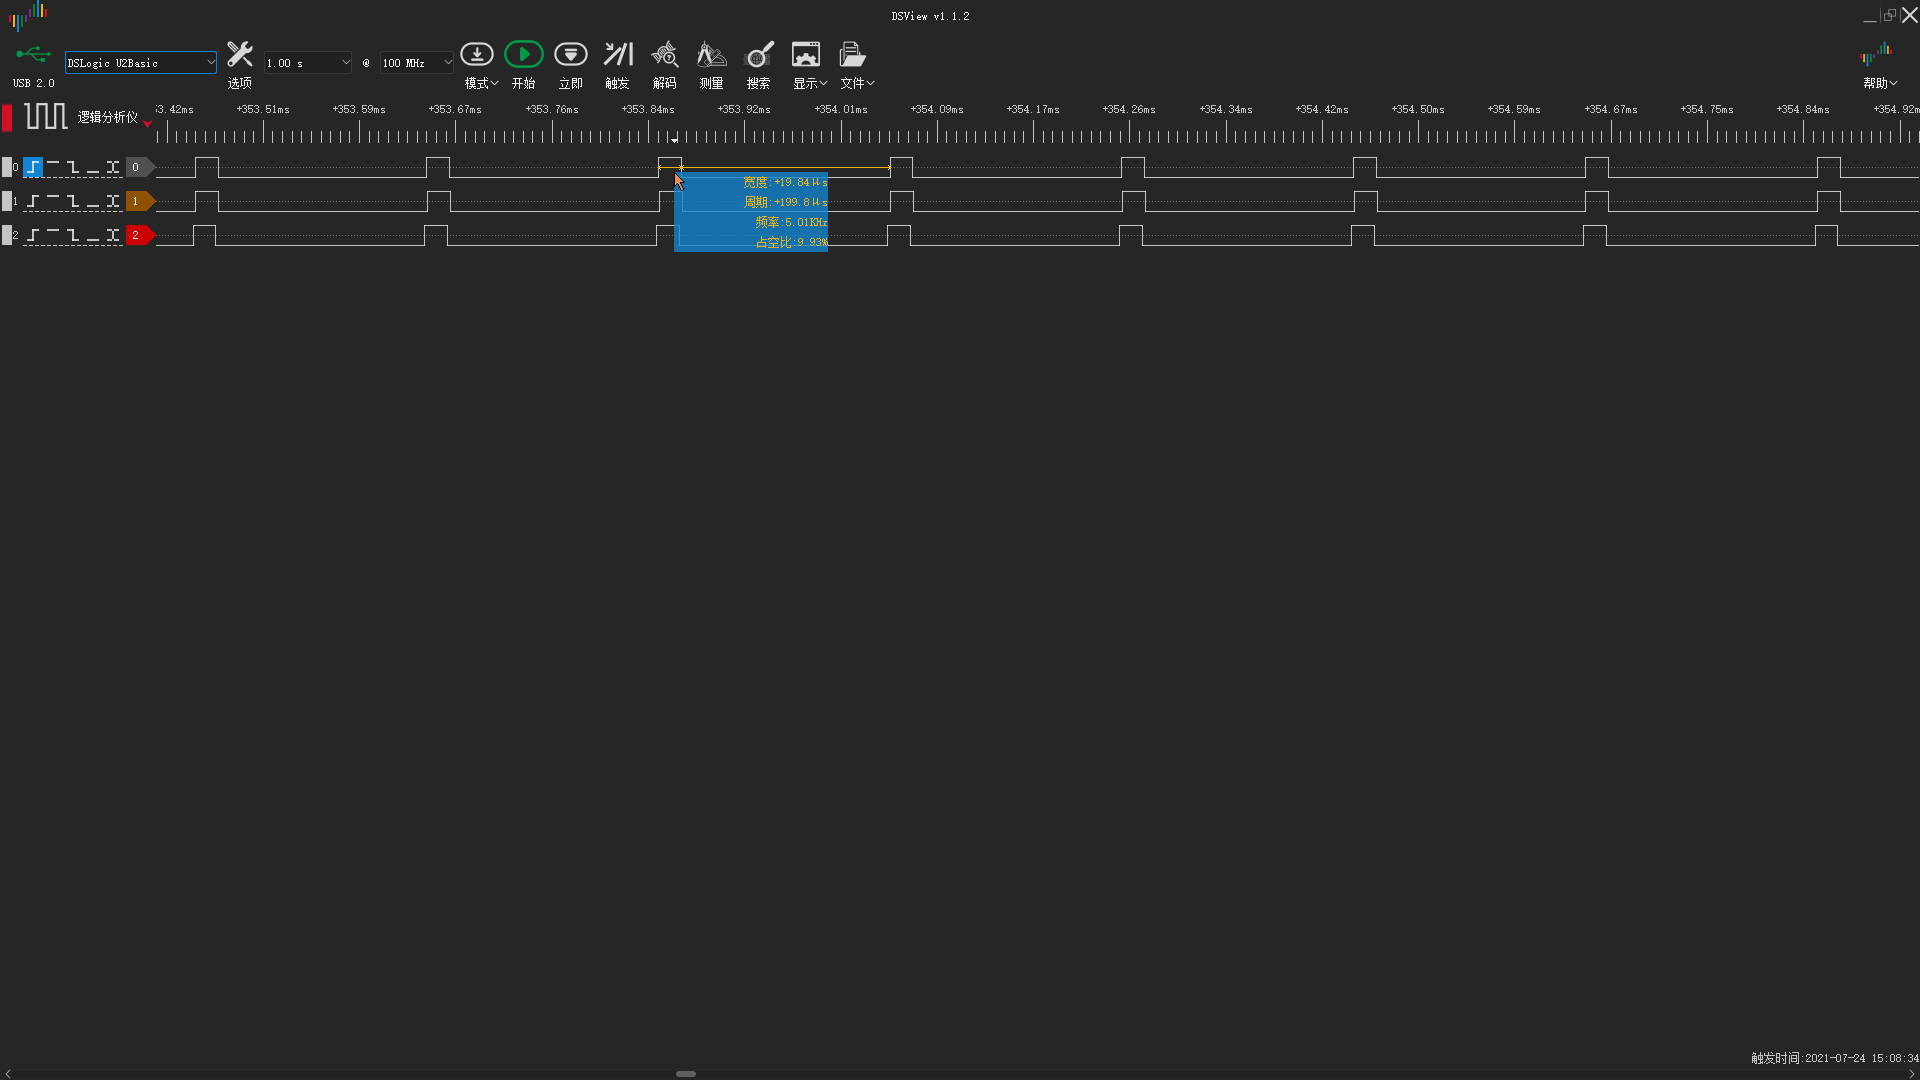 DSView v1.1.2
USB 2.0
DSLogic U2Basic
选项
1.00 s
@
100 MHz
模式
开始
立即
触发
解码
测量
搜索
显示
文件
帮助
逻辑分析仪
3.42ms +353.51ms +353.59ms +353.67ms +353.76ms +353.84ms +353.92ms +354.01ms +354.09ms +354.17ms +354.26ms +354.34ms +354.42ms +354.50ms +354.59ms +354.67ms +354.75ms +354.84ms +354.92m
0 0
1 1
2 2
宽度:+19.84μs
周期:+199.8μs
频率:5.01KHz
占空比:9.93%
触发时间:2021-07-24 15:08:34